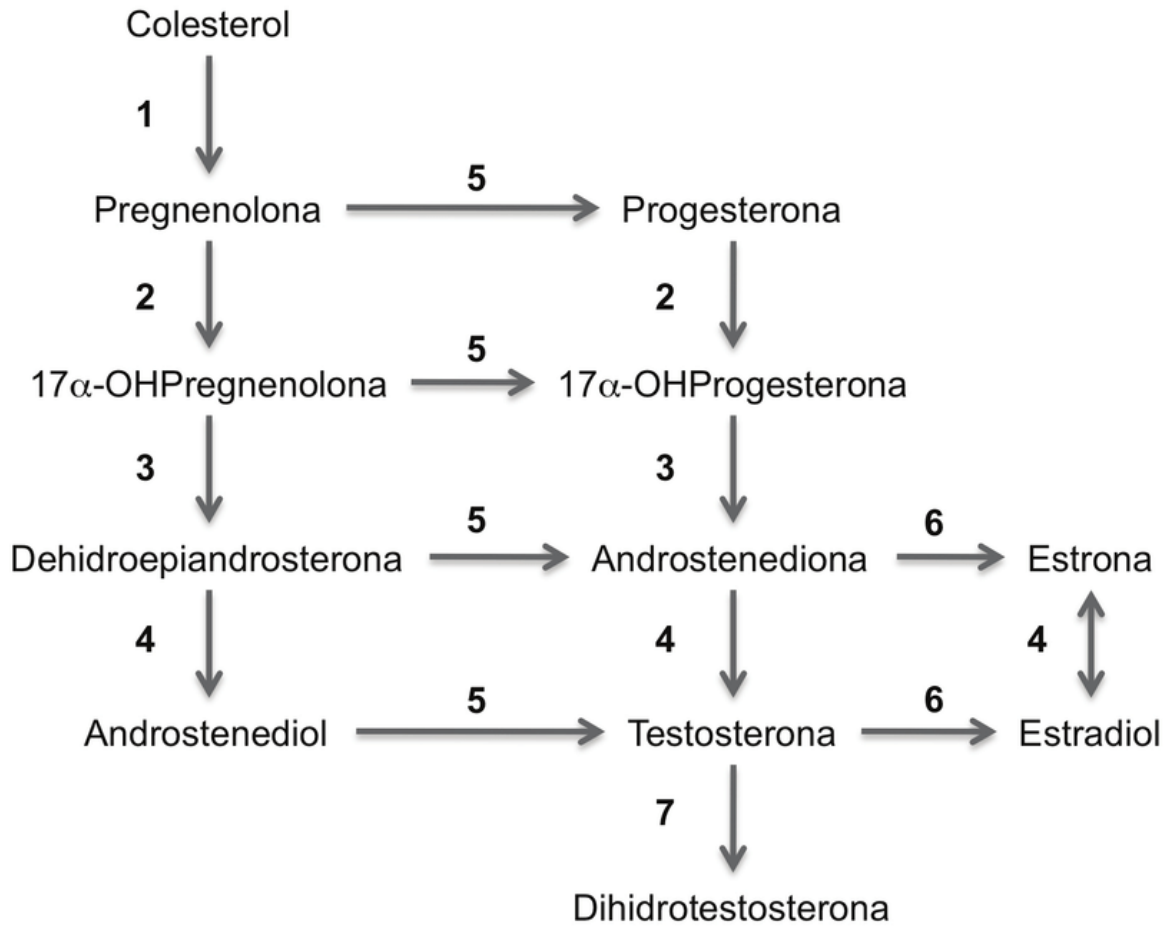 Colesterol
1
5
Pregnenolona Progesterona
2 2
5
17α-OHPregnenolona 17α-OHProgesterona
3 3
5 6
Dehidroepiandrosterona Androstenediona Estrona
4 4 4
5 6
Androstenediol Testosterona Estradiol
7
Dihidrotestosterona